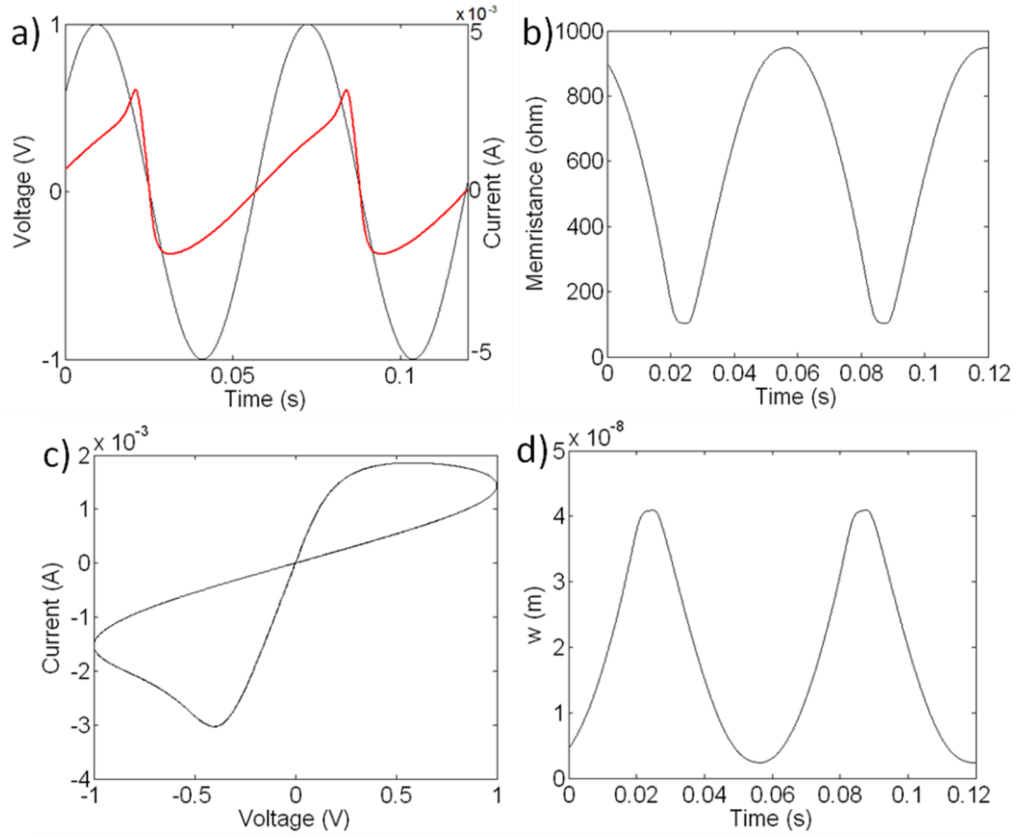 a)
x 10-3
1
0
-1
Voltage (V)
5
0
-5
Current (A)
0 0.05 0.1
Time (s)
b)
1000
800
600
400
200
0
Memristance (ohm)
0 0.02 0.04 0.06 0.08 0.1 0.12
Time (s)
c)
x 10-3
2
1
0
-1
-2
-3
-4
Current (A)
-1 -0.5 0 0.5 1
Voltage (V)
d)
x 10-8
5
4
3
2
1
0
w (m)
0 0.02 0.04 0.06 0.08 0.1 0.12
Time (s)